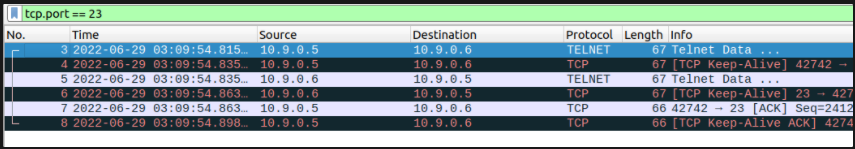 tcp.port == 23
No. Time Source Destination Protocol Length Info
3 2022-06-29 03:09:54.815… 10.9.0.5 10.9.0.6 TELNET 67 Telnet Data ...
4 2022-06-29 03:09:54.835… 10.9.0.5 10.9.0.6 TCP 67 [TCP Keep-Alive] 42742 →
5 2022-06-29 03:09:54.835… 10.9.0.6 10.9.0.5 TELNET 67 Telnet Data ...
6 2022-06-29 03:09:54.863… 10.9.0.6 10.9.0.5 TCP 67 [TCP Keep-Alive] 23 → 427
7 2022-06-29 03:09:54.863… 10.9.0.5 10.9.0.6 TCP 66 42742 → 23 [ACK] Seq=2412
8 2022-06-29 03:09:54.898… 10.9.0.5 10.9.0.6 TCP 66 [TCP Keep-Alive ACK] 4274